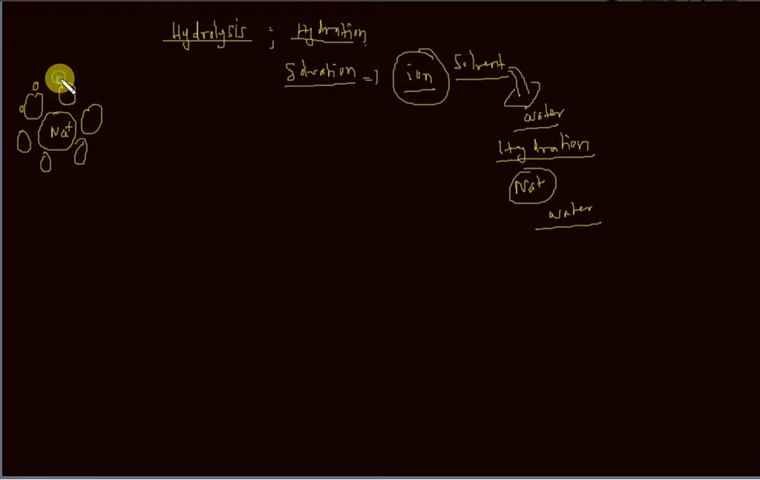 Hydrolysis ; Hydration
Solvation => ion Solvent
water
Hydration
Na+
water
Na+